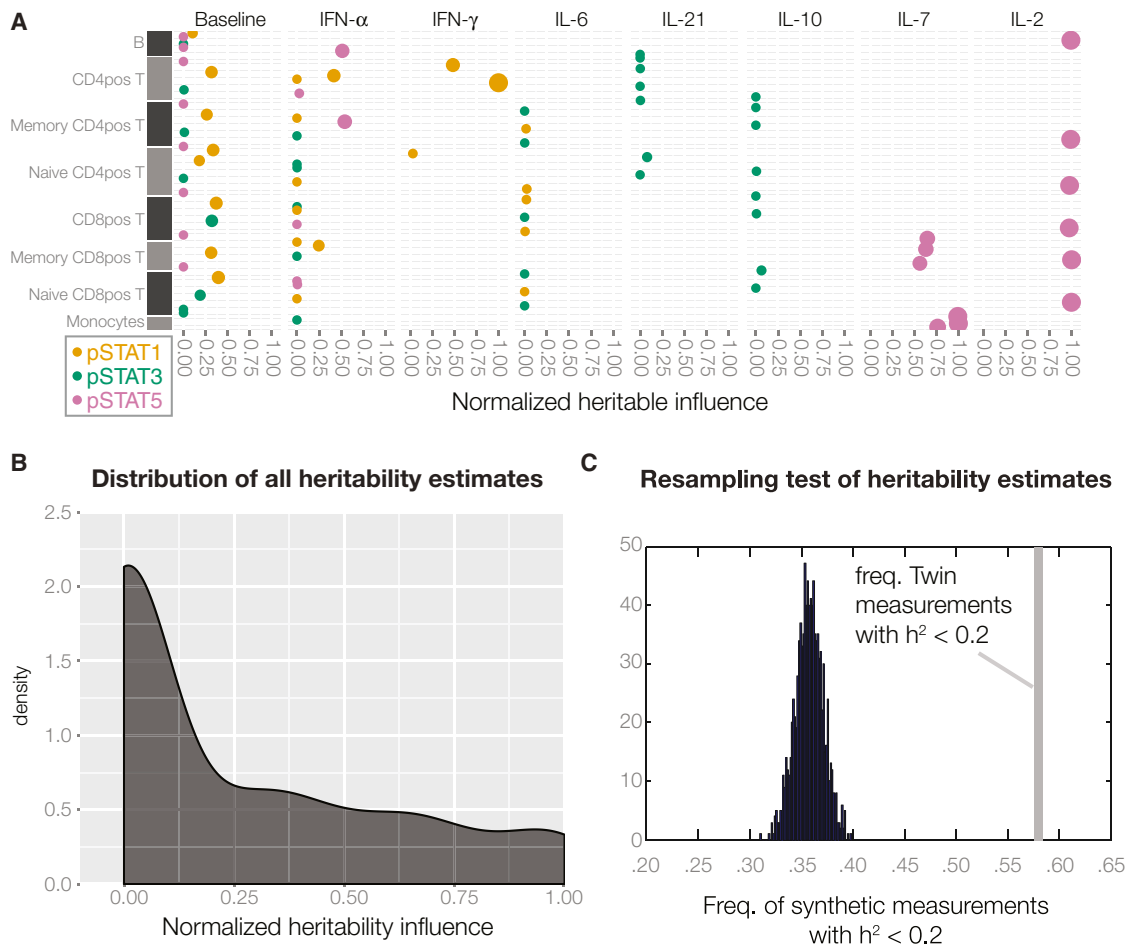 A
Baseline IFN-α IFN-γ IL-6 IL-21 IL-10 IL-7 IL-2
B
CD4pos T
Memory CD4pos T
Naive CD4pos T
CD8pos T
Memory CD8pos T
Naive CD8pos T
Monocytes
0.00 0.25 0.50 0.75 1.00 0.00 0.25 0.50 0.75 1.00 0.00 0.25 0.50 0.75 1.00 0.00 0.25 0.50 0.75 1.00 0.00 0.25 0.50 0.75 1.00 0.00 0.25 0.50 0.75 1.00 0.00 0.25 0.50 0.75 1.00 0.00 0.25 0.50 0.75 1.00
pSTAT1
pSTAT3
pSTAT5
Normalized heritable influence
B
Distribution of all heritability estimates
2.5
2.0
1.5
1.0
0.5
0.0
density
0.00 0.25 0.50 0.75 1.00
Normalized heritability influence
C
Resampling test of heritability estimates
50
40
30
20
10
0
freq. Twin
measurements
with h² < 0.2
.20 .25 .30 .35 .40 .45 .50 .55 .60 .65
Freq. of synthetic measurements
with h² < 0.2